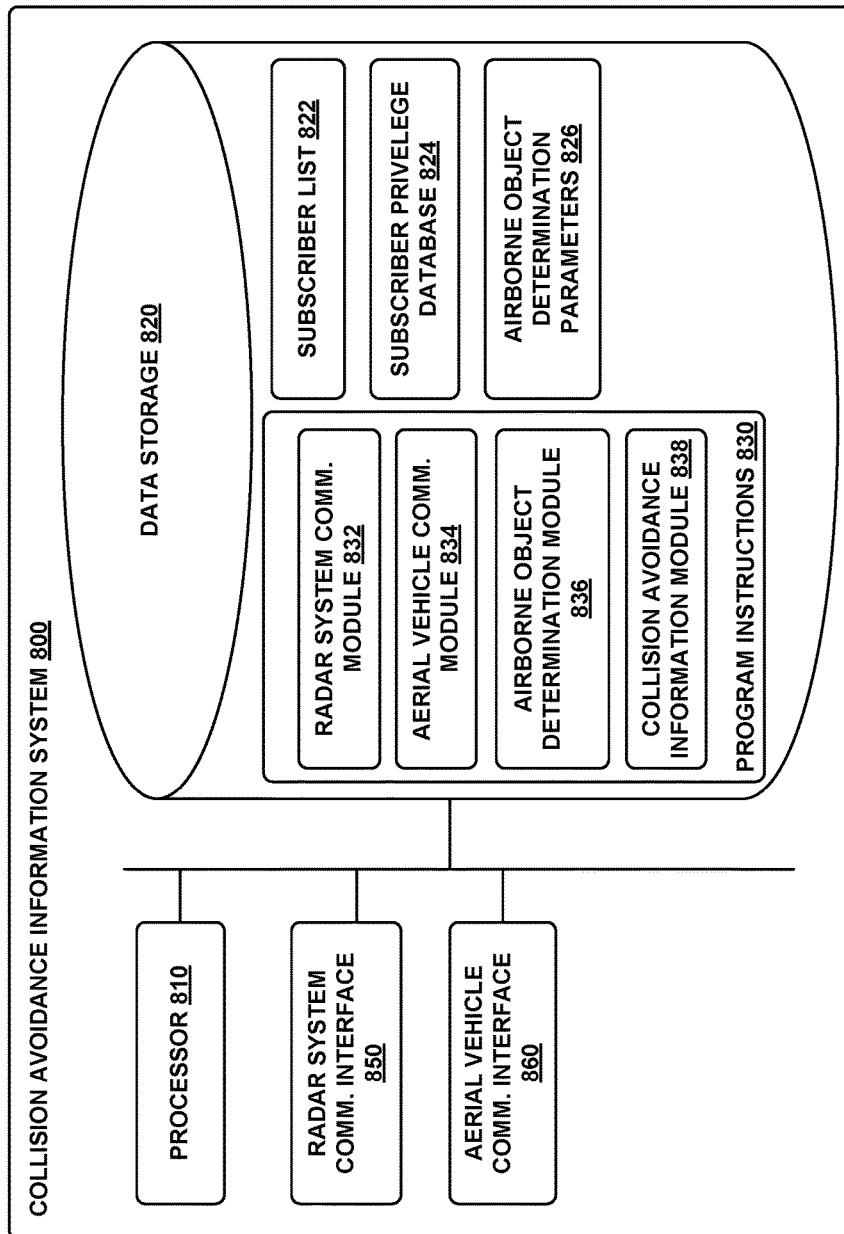 COLLISION AVOIDANCE INFORMATION SYSTEM 800
PROCESSOR 810
RADAR SYSTEM
COMM. INTERFACE
850
AERIAL VEHICLE
COMM. INTERFACE
860
DATA STORAGE 820
RADAR SYSTEM COMM.
MODULE 832
AERIAL VEHICLE COMM.
MODULE 834
AIRBORNE OBJECT
DETERMINATION MODULE
836
COLLISION AVOIDANCE
INFORMATION MODULE 838
PROGRAM INSTRUCTIONS 830
SUBSCRIBER LIST 822
SUBSCRIBER PRIVELEGE
DATABASE 824
AIRBORNE OBJECT
DETERMINATION
PARAMETERS 826